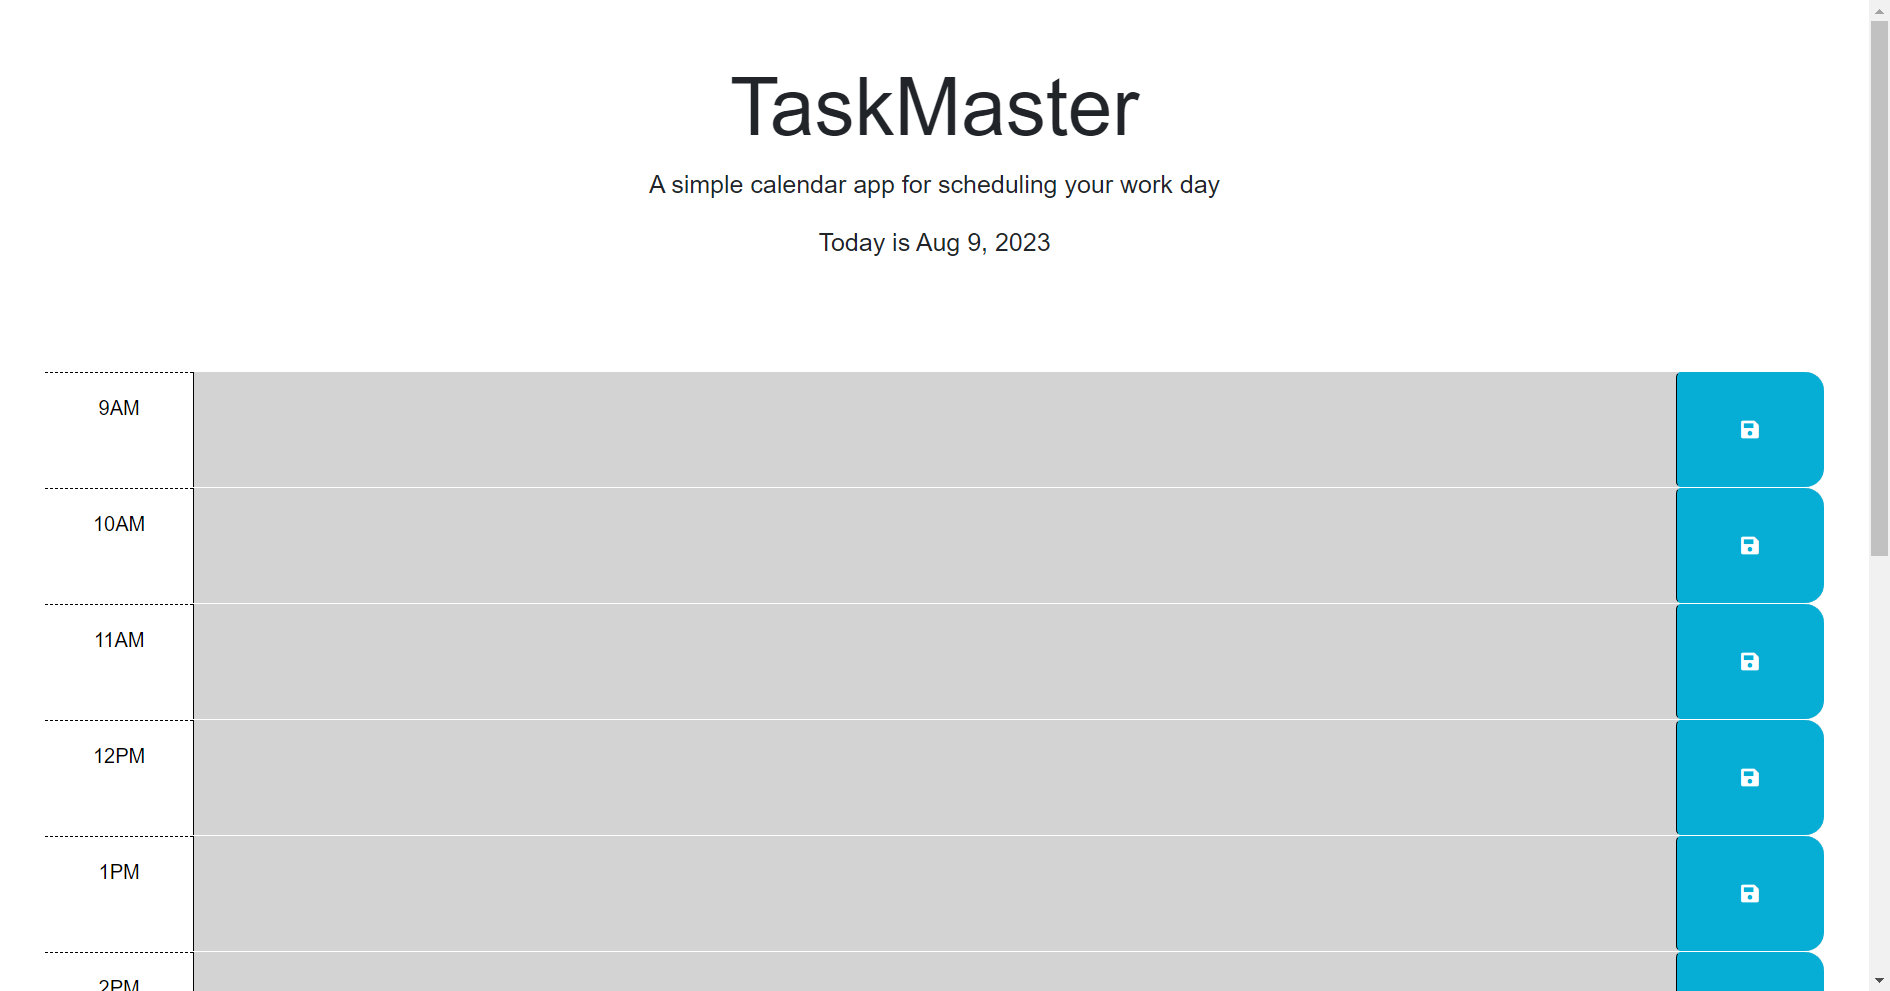 TaskMaster
A simple calendar app for scheduling your work day
Today is Aug 9, 2023
9AM
10AM
11AM
12PM
1PM
2PM